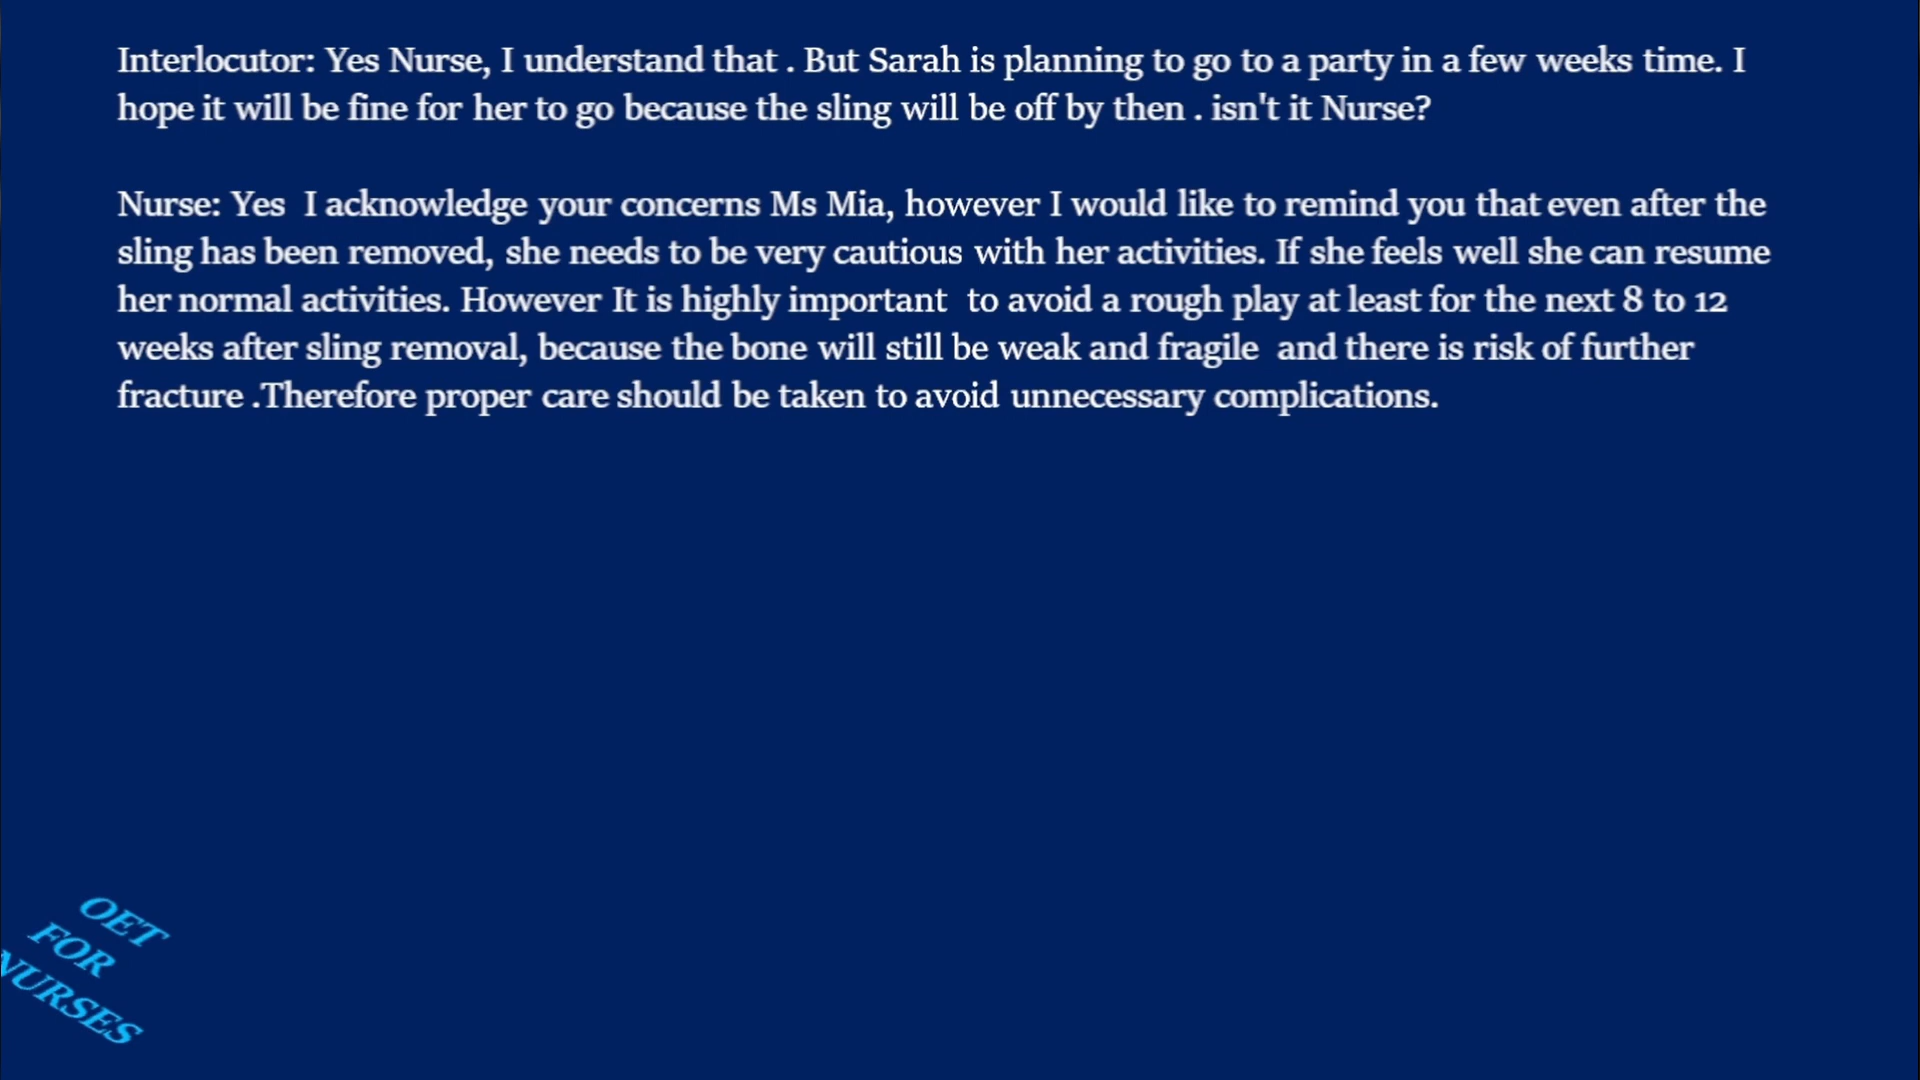 Interlocutor: Yes Nurse, I understand that . But Sarah is planning to go to a party in a few weeks time. I
hope it will be fine for her to go because the sling will be off by then . isn't it Nurse?
Nurse: Yes  I acknowledge your concerns Ms Mia, however I would like to remind you that even after the
sling has been removed, she needs to be very cautious with her activities. If she feels well she can resume
her normal activities. However It is highly important  to avoid a rough play at least for the next 8 to 12
weeks after sling removal, because the bone will still be weak and fragile  and there is risk of further
fracture .Therefore proper care should be taken to avoid unnecessary complications.
OET
FOR
NURSES